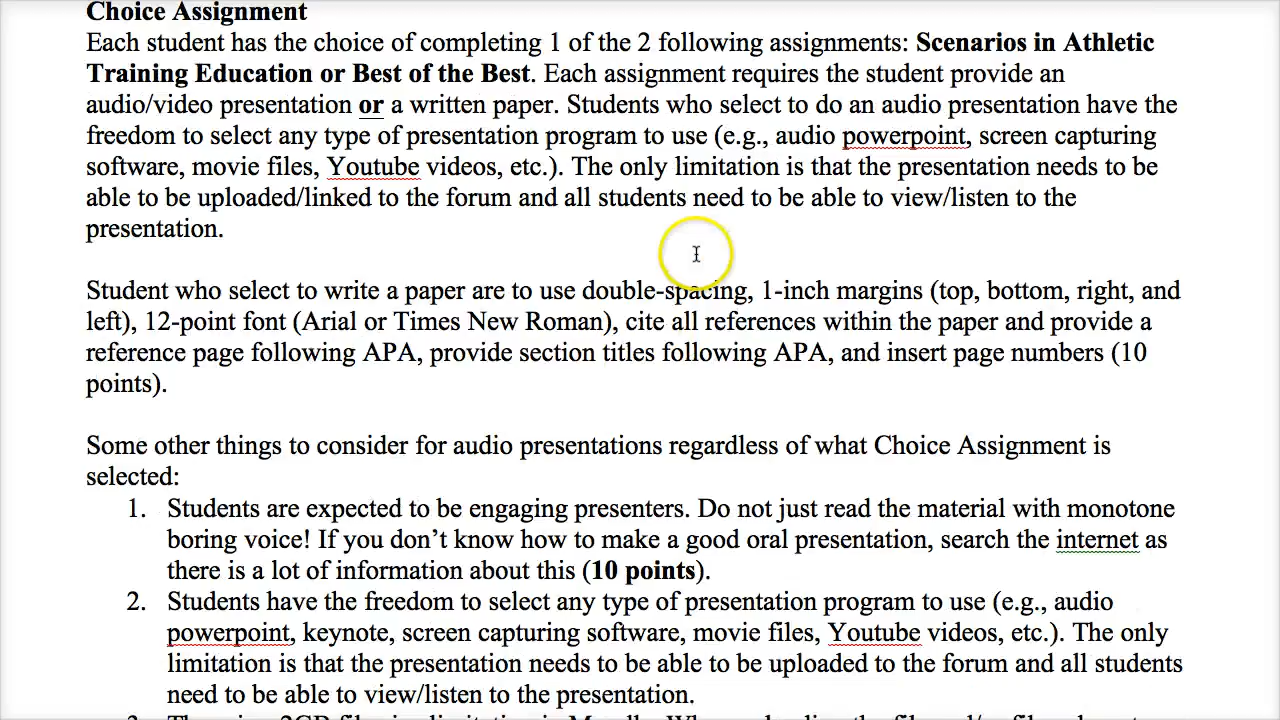 Choice Assignment
Each student has the choice of completing 1 of the 2 following assignments: Scenarios in Athletic
Training Education or Best of the Best. Each assignment requires the student provide an
audio/video presentation or a written paper. Students who select to do an audio presentation have the
freedom to select any type of presentation program to use (e.g., audio powerpoint, screen capturing
software, movie files, Youtube videos, etc.). The only limitation is that the presentation needs to be
able to be uploaded/linked to the forum and all students need to be able to view/listen to the
presentation.
Student who select to write a paper are to use double-spacing, 1-inch margins (top, bottom, right, and
left), 12-point font (Arial or Times New Roman), cite all references within the paper and provide a
reference page following APA, provide section titles following APA, and insert page numbers (10
points).
Some other things to consider for audio presentations regardless of what Choice Assignment is
selected:
1. Students are expected to be engaging presenters. Do not just read the material with monotone
boring voice! If you don’t know how to make a good oral presentation, search the internet as
there is a lot of information about this (10 points).
2. Students have the freedom to select any type of presentation program to use (e.g., audio
powerpoint, keynote, screen capturing software, movie files, Youtube videos, etc.). The only
limitation is that the presentation needs to be able to be uploaded to the forum and all students
need to be able to view/listen to the presentation.